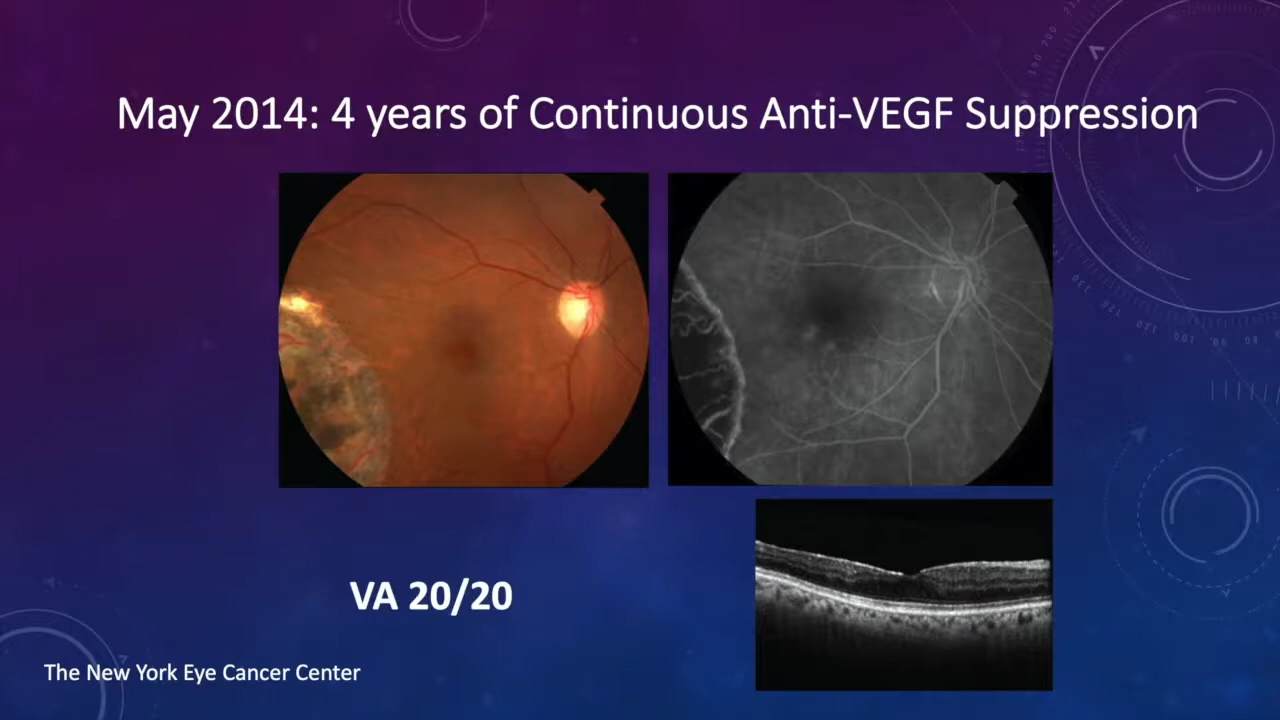 May 2014: 4 years of Continuous Anti-VEGF Suppression
VA 20/20
The New York Eye Cancer Center